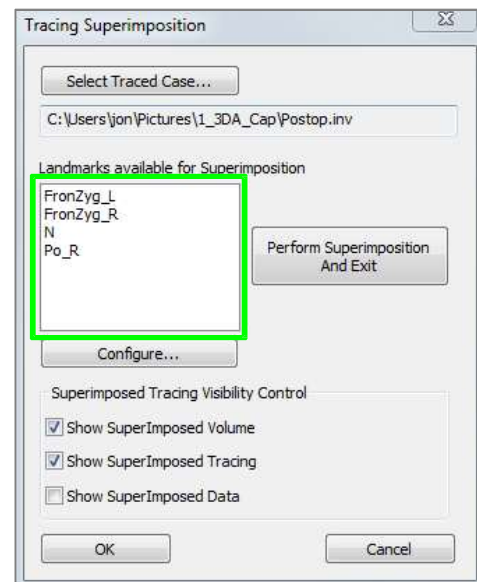 Tracing Superimposition
Select Traced Case...
C:\Users\jon\Pictures\1_3DA_Cap\Postop.inv
Landmarks available for Superimposition
FronZyg_L
FronZyg_R
N
Po_R
Perform Superimposition
And Exit
Configure...
Superimposed Tracing Visibility Control
Show SuperImposed Volume
Show SuperImposed Tracing
Show SuperImposed Data
OK
Cancel